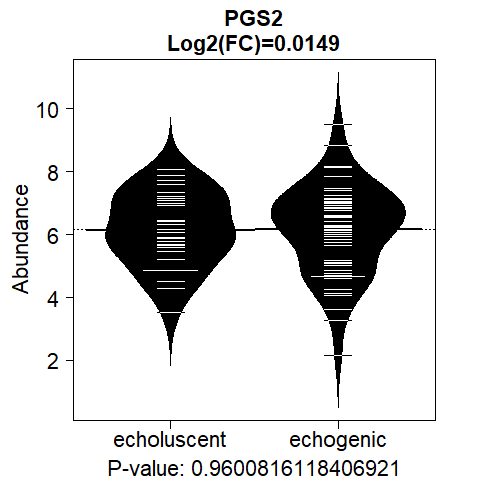 PGS2
Log2(FC)=0.0149
Abundance
10
8
6
4
2
echoluscent
echogenic
P-value: 0.9600816118406921